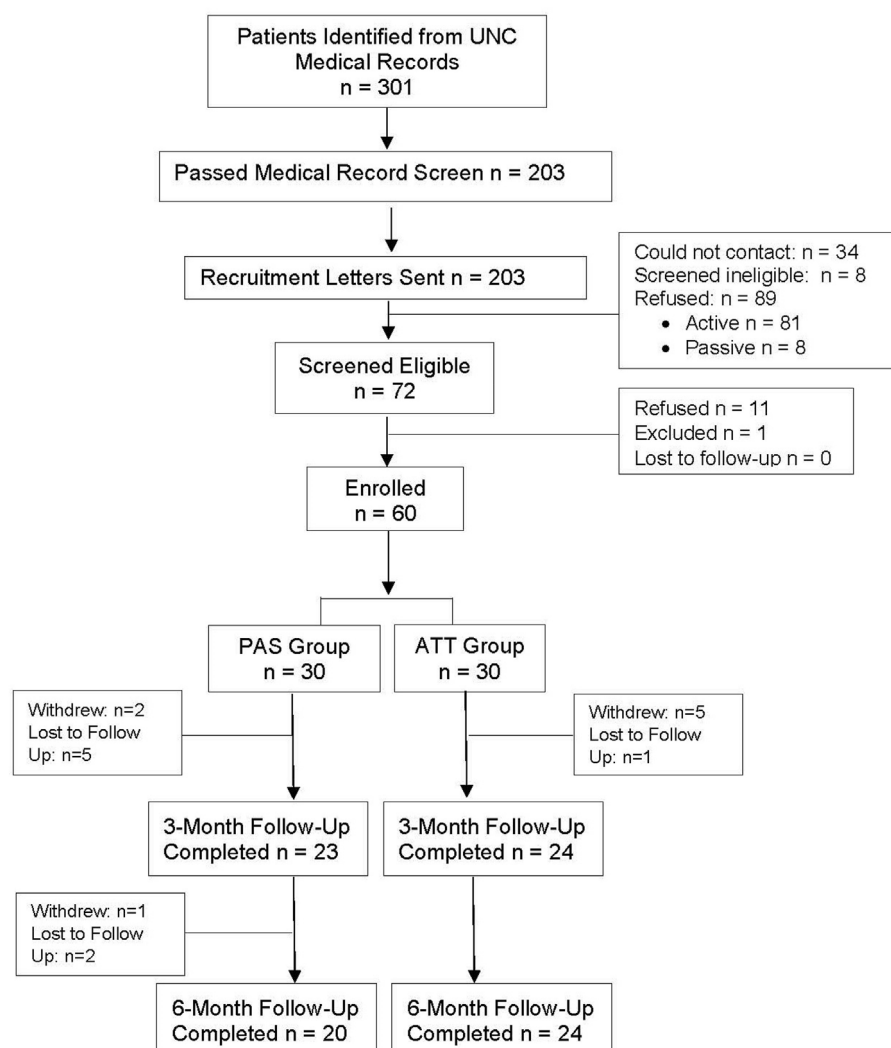 Patients Identified from UNC
Medical Records
n = 301
Passed Medical Record Screen n = 203
Recruitment Letters Sent n = 203
Could not contact: n = 34
Screened ineligible: n = 8
Refused: n = 89
• Active n = 81
• Passive n = 8
Screened Eligible
n = 72
Refused n = 11
Excluded n = 1
Lost to follow-up n = 0
Enrolled
n = 60
PAS Group
n = 30
ATT Group
n = 30
Withdrew: n=2
Lost to Follow
Up: n=5
Withdrew: n=5
Lost to Follow
Up: n=1
3-Month Follow-Up
Completed n = 23
3-Month Follow-Up
Completed n = 24
Withdrew: n=1
Lost to Follow
Up: n=2
6-Month Follow-Up
Completed n = 20
6-Month Follow-Up
Completed n = 24